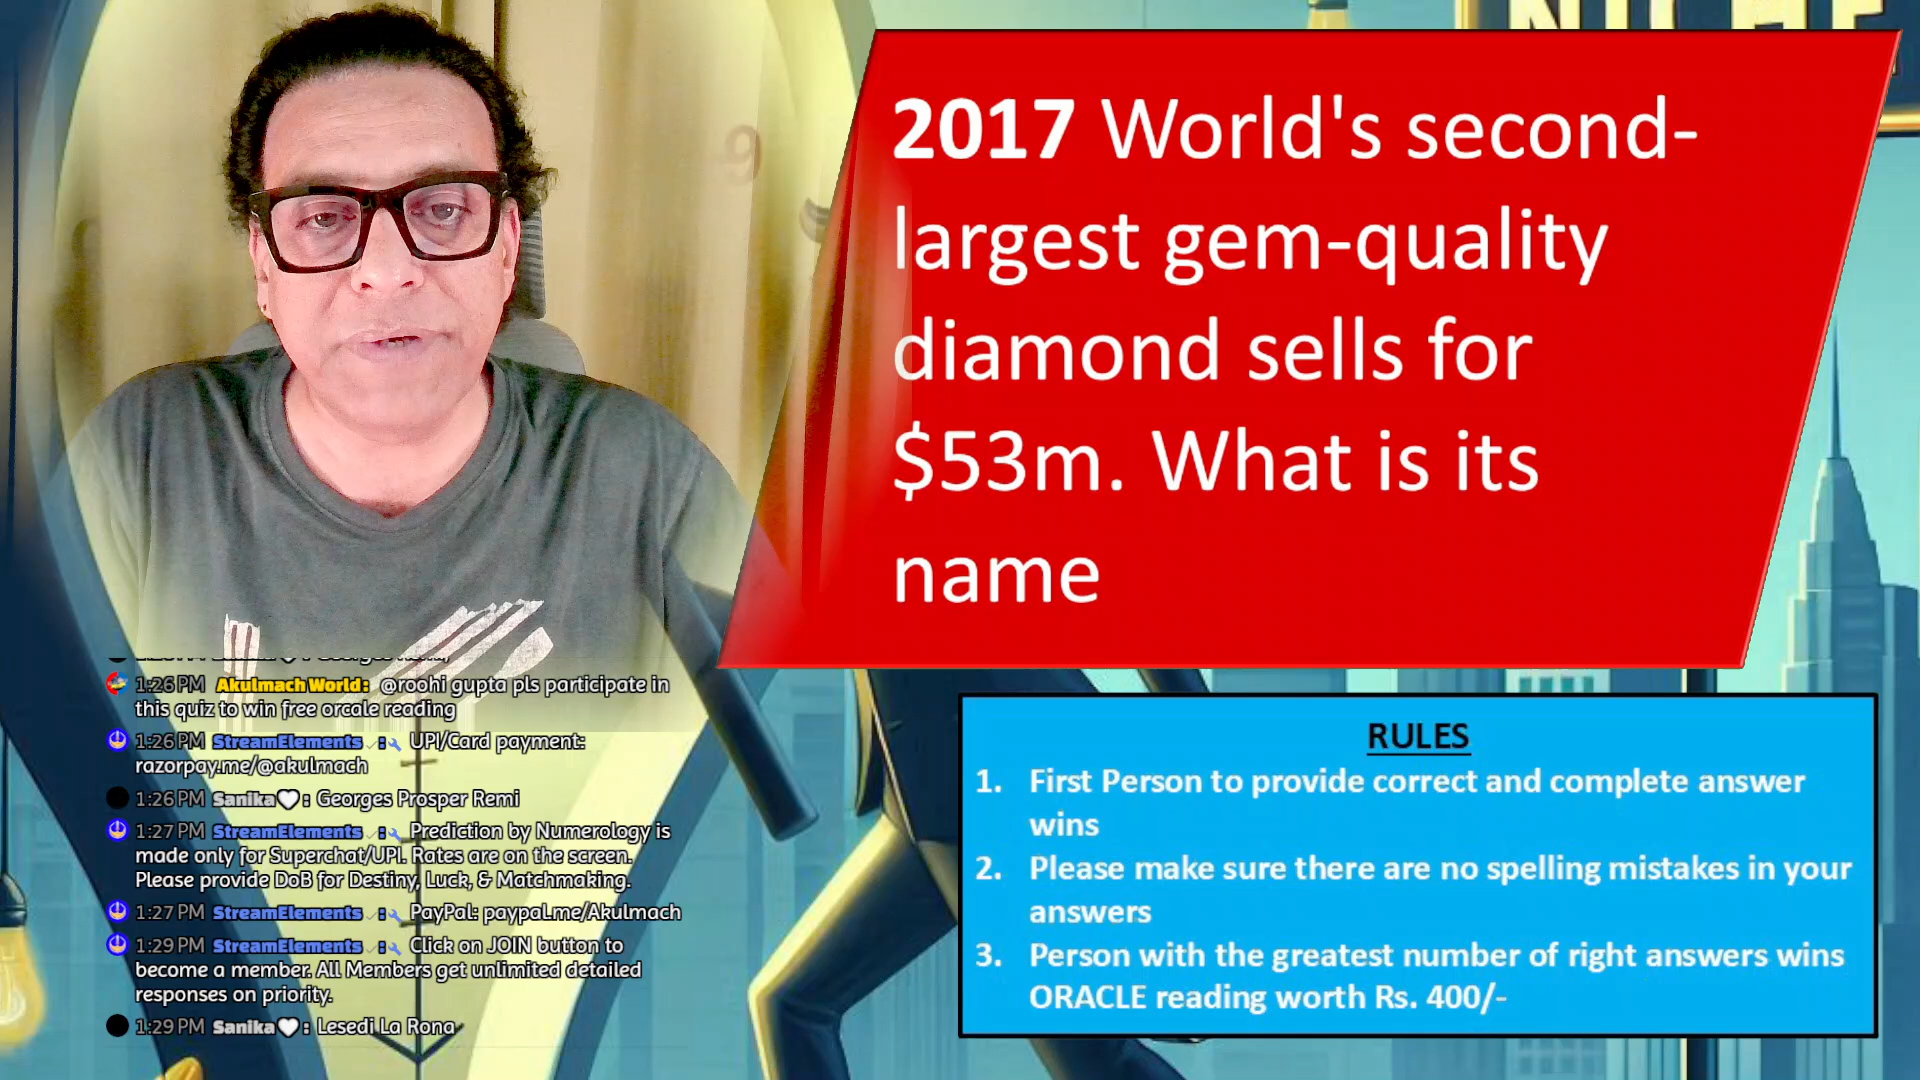 2017 World's second-
largest gem-quality
diamond sells for
$53m. What is its
name
1:26 PM Akulmach World: @roohi gupta pls participate in
this quiz to win free orcale reading
1:26 PM StreamElements : UPI/Card payment:
razorpay.me/@akulmach
1:26 PM Sanika🤍 : Georges Prosper Remi
1:27 PM StreamElements : Prediction by Numerology is
made only for Superchat/UPI. Rates are on the screen.
Please provide DoB for Destiny, Luck, & Matchmaking.
1:27 PM StreamElements : PayPal: paypal.me/Akulmach
1:29 PM StreamElements : Click on JOIN button to
become a member. All Members get unlimited detailed
responses on priority.
1:29 PM Sanika🤍 : Lesedi La Rona
RULES
1. First Person to provide correct and complete answer
wins
2. Please make sure there are no spelling mistakes in your
answers
3. Person with the greatest number of right answers wins
ORACLE reading worth Rs. 400/-